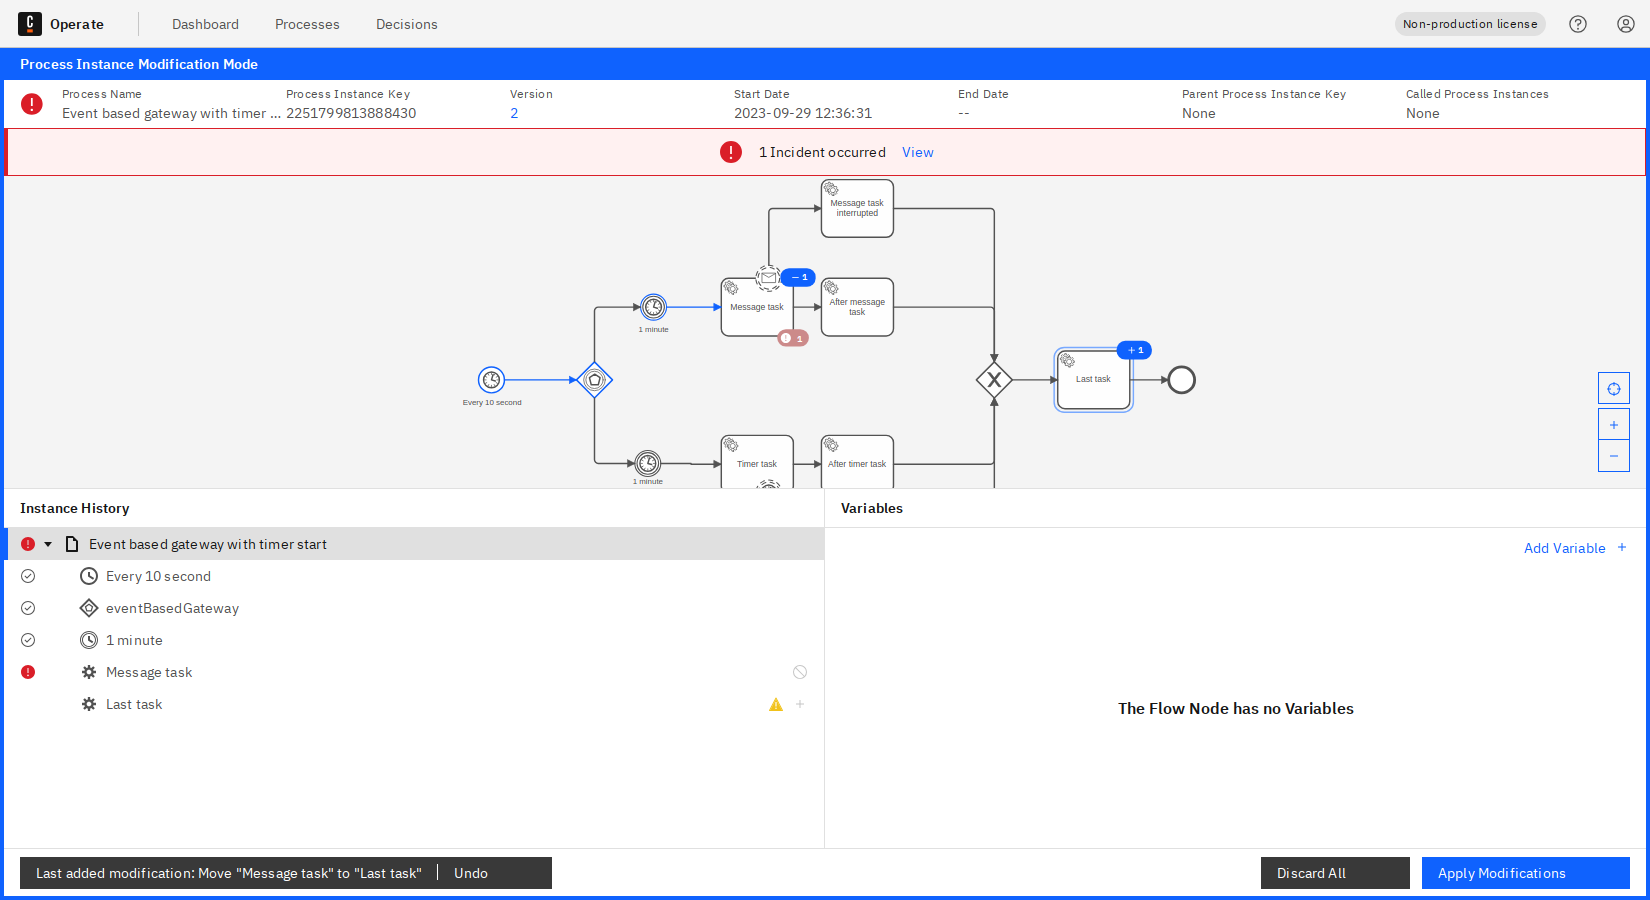 Operate
Dashboard
Processes
Decisions
Non-production license
Process Instance Modification Mode
Process Name
Process Instance Key
Version
Start Date
End Date
Parent Process Instance Key
Called Process Instances
Event based gateway with timer ...
2251799813888430
2
2023-09-29 12:36:31
--
None
None
1 Incident occurred
View
Message task
interrupted
− 1
Message task
After message
task
1 minute
1
+ 1
Last task
Every 10 second
Timer task
After timer task
1 minute
Instance History
Variables
Event based gateway with timer start
Add Variable +
Every 10 second
eventBasedGateway
1 minute
Message task
Last task
The Flow Node has no Variables
Last added modification: Move "Message task" to "Last task"
Undo
Discard All
Apply Modifications